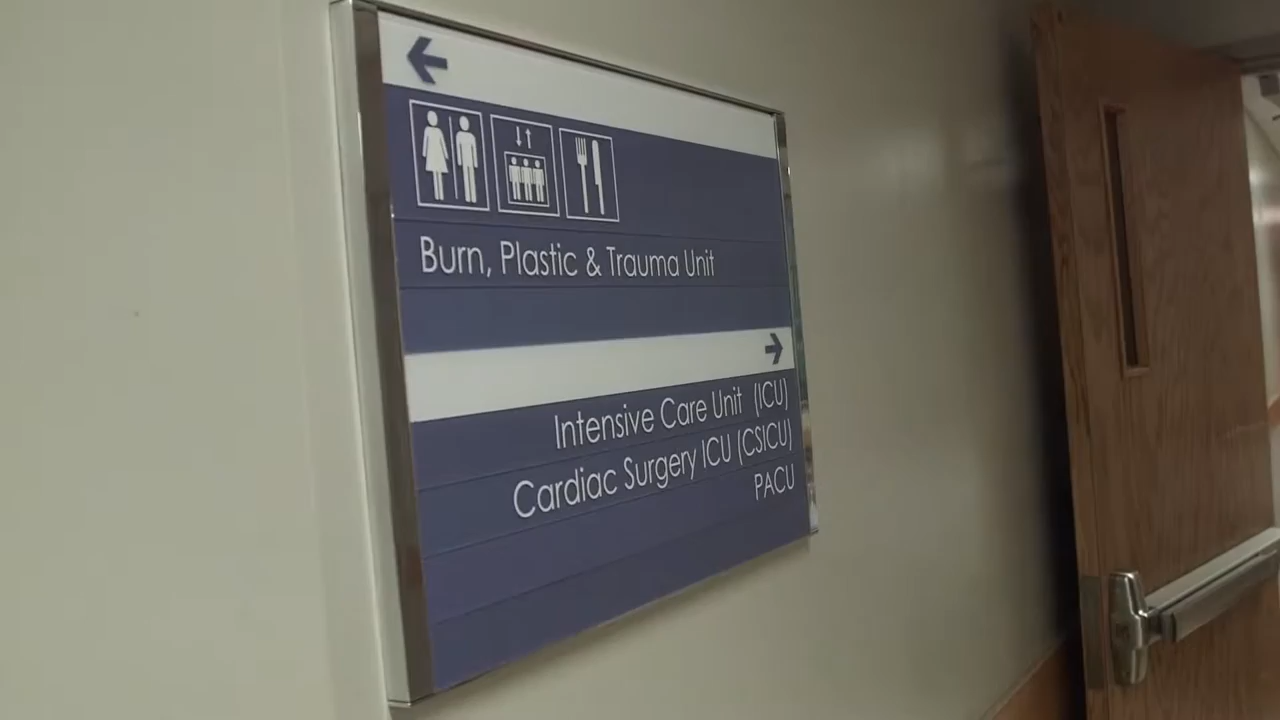 Burn, Plastic & Trauma Unit
Intensive Care Unit (ICU)
Cardiac Surgery ICU (CSICU)
PACU